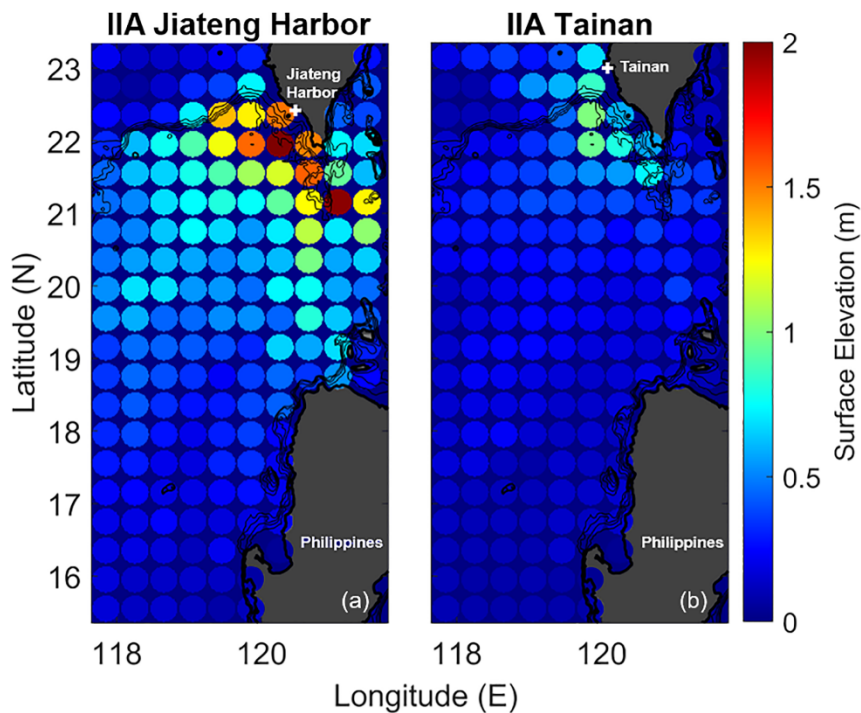 IIA Jiateng Harbor
IIA Tainan
23
22
21
20
19
18
17
16
Latitude (N)
Jiateng
Harbor
Philippines
(a)
118
120
Tainan
Philippines
(b)
118
120
Longitude (E)
2
1.5
1
0.5
0
Surface Elevation (m)